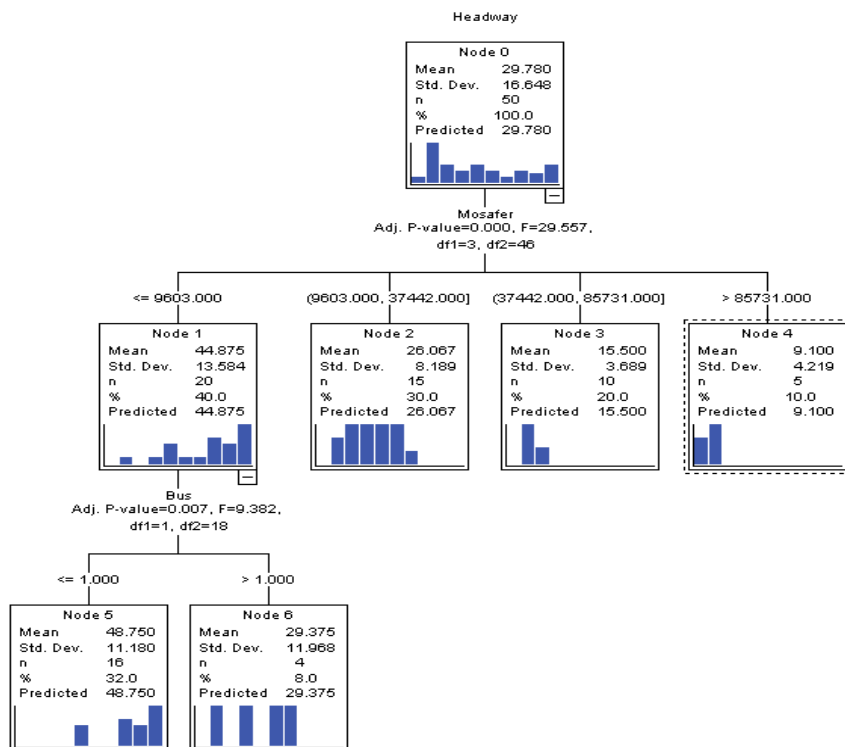 Headway
Node 0
Mean 29.780
Std. Dev. 16.648
n 50
% 100.0
Predicted 29.780
Mosafer
Adj. P-value=0.000, F=29.557,
df1=3, df2=46
<= 9603.000
(9603.000, 37442.000]
(37442.000, 85731.000]
> 85731.000
Node 1
Mean 44.875
Std. Dev. 13.584
n 20
% 40.0
Predicted 44.875
Node 2
Mean 26.067
Std. Dev. 8.189
n 15
% 30.0
Predicted 26.067
Node 3
Mean 15.500
Std. Dev. 3.689
n 10
% 20.0
Predicted 15.500
Node 4
Mean 9.100
Std. Dev. 4.219
n 5
% 10.0
Predicted 9.100
Bus
Adj. P-value=0.007, F=9.382,
df1=1, df2=18
<= 1.000
> 1.000
Node 5
Mean 48.750
Std. Dev. 11.180
n 16
% 32.0
Predicted 48.750
Node 6
Mean 29.375
Std. Dev. 11.968
n 4
% 8.0
Predicted 29.375